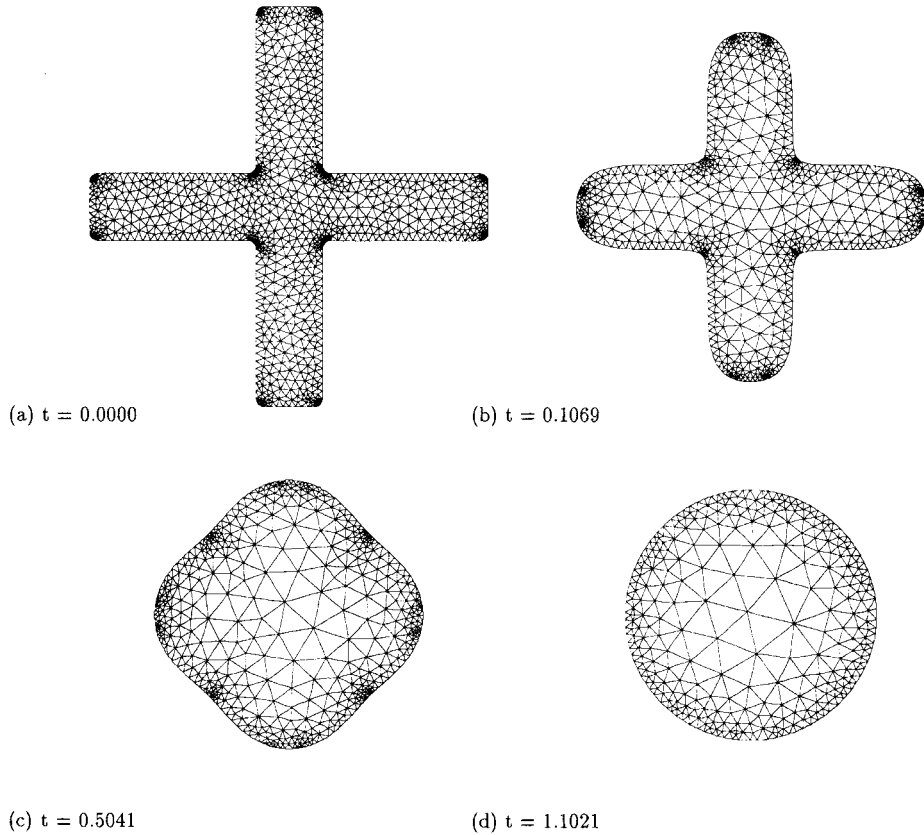 (a) t = 0.0000
(b) t = 0.1069
(c) t = 0.5041
(d) t = 1.1021